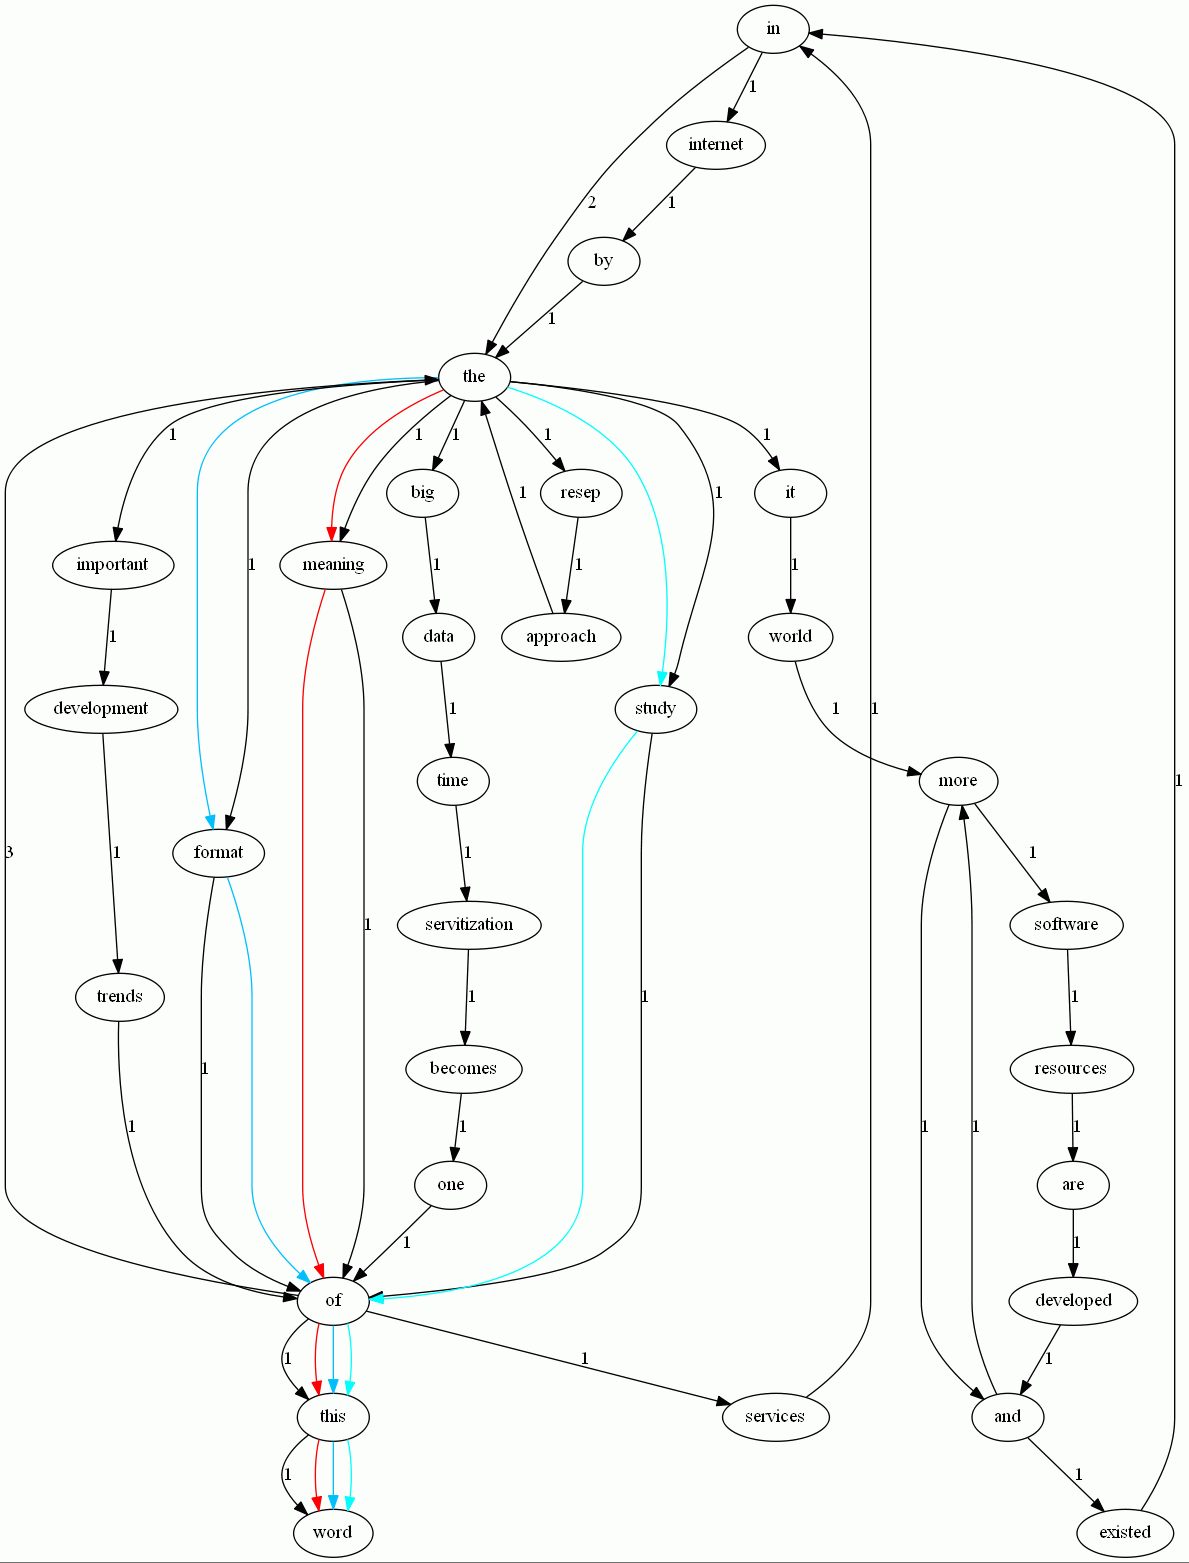 in
1
internet
2
1
by
1
the
1
1
1
1
1
big
resep
1
1
it
important
1
meaning
1
1
1
data
approach
world
1
development
1
study
1
1
time
more
3
1
format
1
1
1
servitization
software
trends
1
1
1
1
becomes
resources
1
1
1
1
1
1
one
are
1
1
of
developed
1
1
1
this
services
and
1
1
word
existed